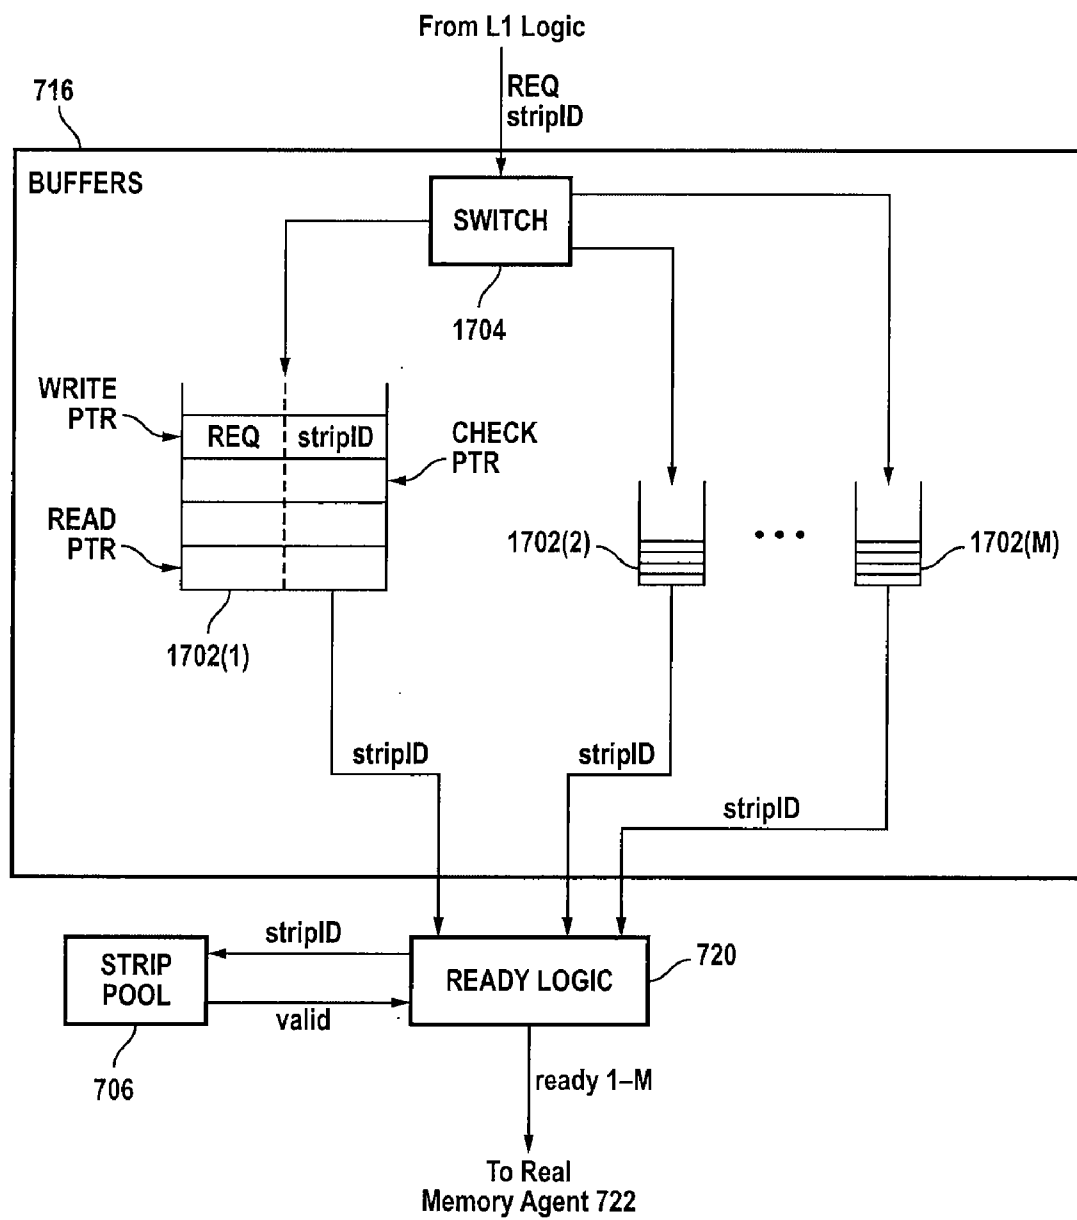 From L1 Logic
REQ
stripID
716
BUFFERS
SWITCH
1704
WRITE
PTR
REQ
stripID
CHECK
PTR
READ
PTR
1702(1)
1702(2)
• • •
1702(M)
stripID
stripID
stripID
stripID
STRIP
POOL
valid
706
READY LOGIC
720
ready 1–M
To Real
Memory Agent 722